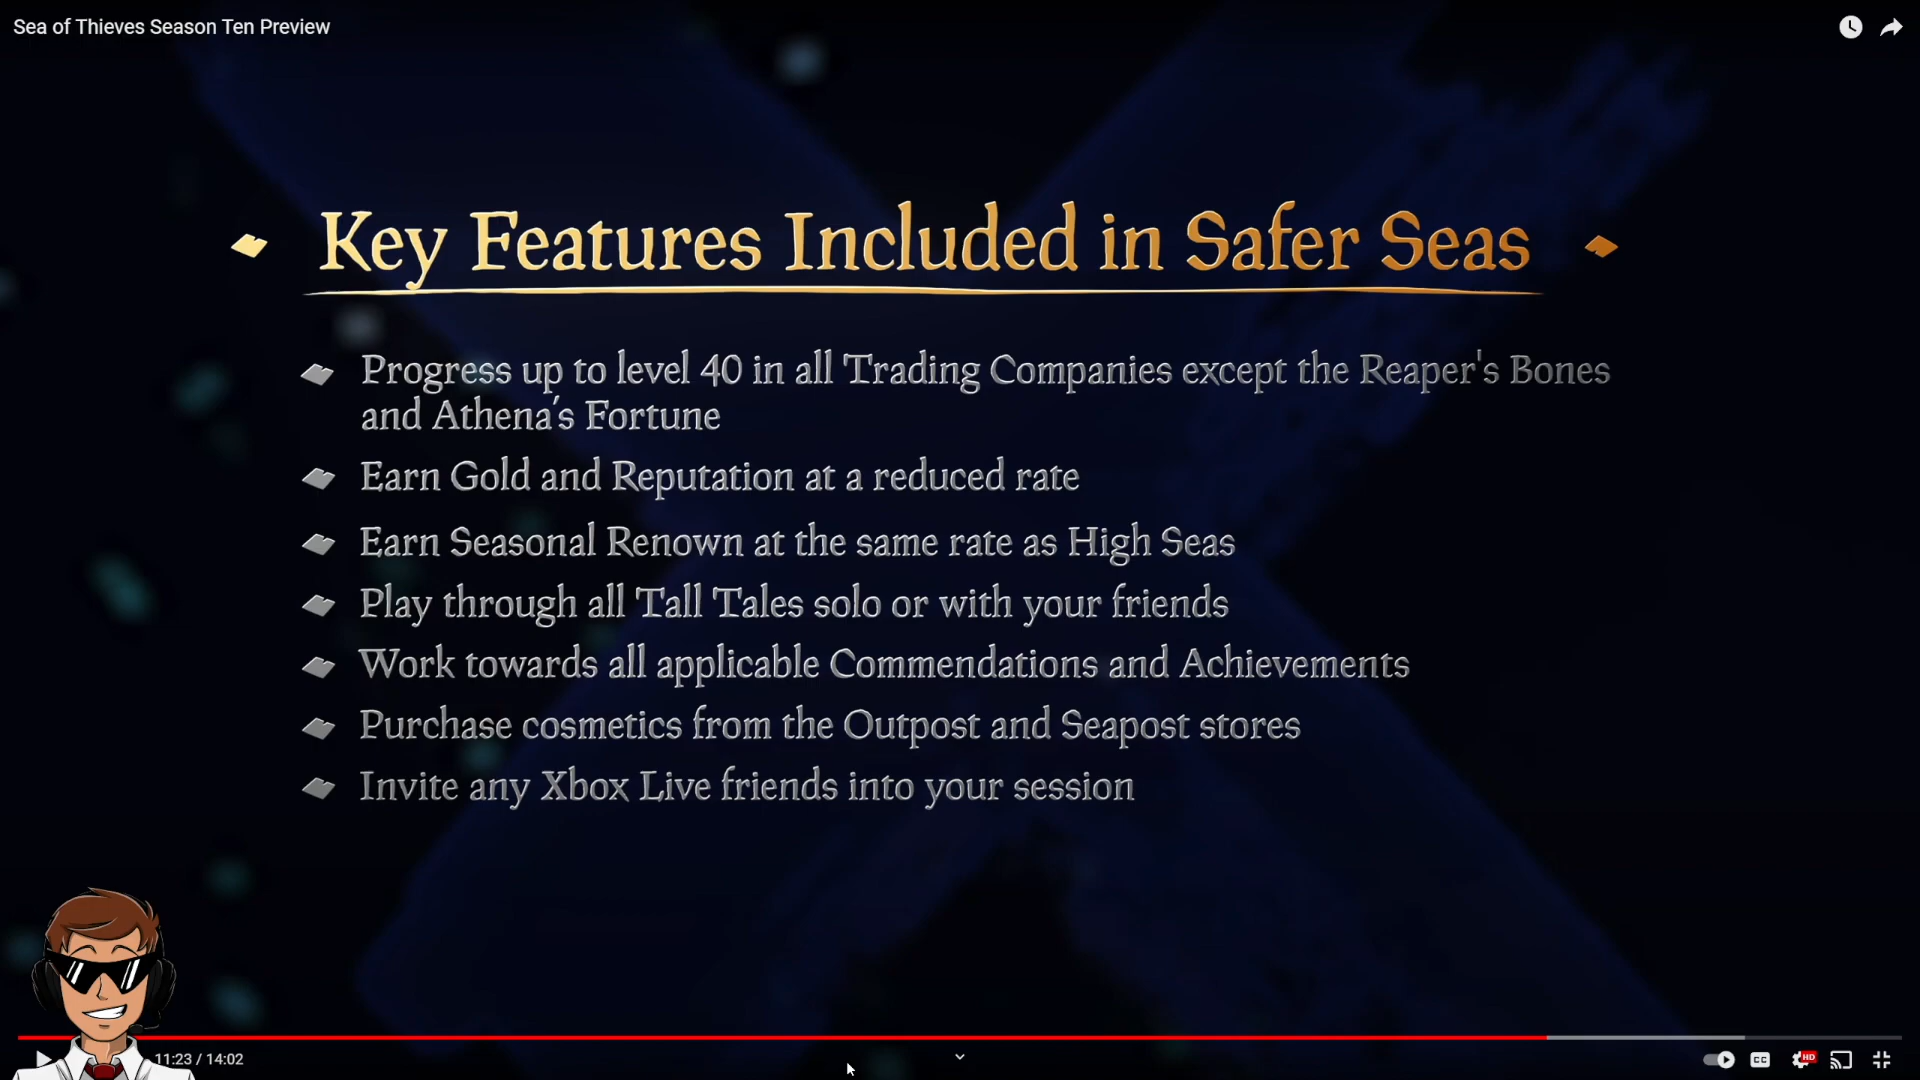 Sea of Thieves Season Ten Preview
Key Features Included in Safer Seas
Progress up to level 40 in all Trading Companies except the Reaper's Bones
and Athena's Fortune
Earn Gold and Reputation at a reduced rate
Earn Seasonal Renown at the same rate as High Seas
Play through all Tall Tales solo or with your friends
Work towards all applicable Commendations and Achievements
Purchase cosmetics from the Outpost and Seapost stores
Invite any Xbox Live friends into your session
11:23 / 14:02
CC
HD